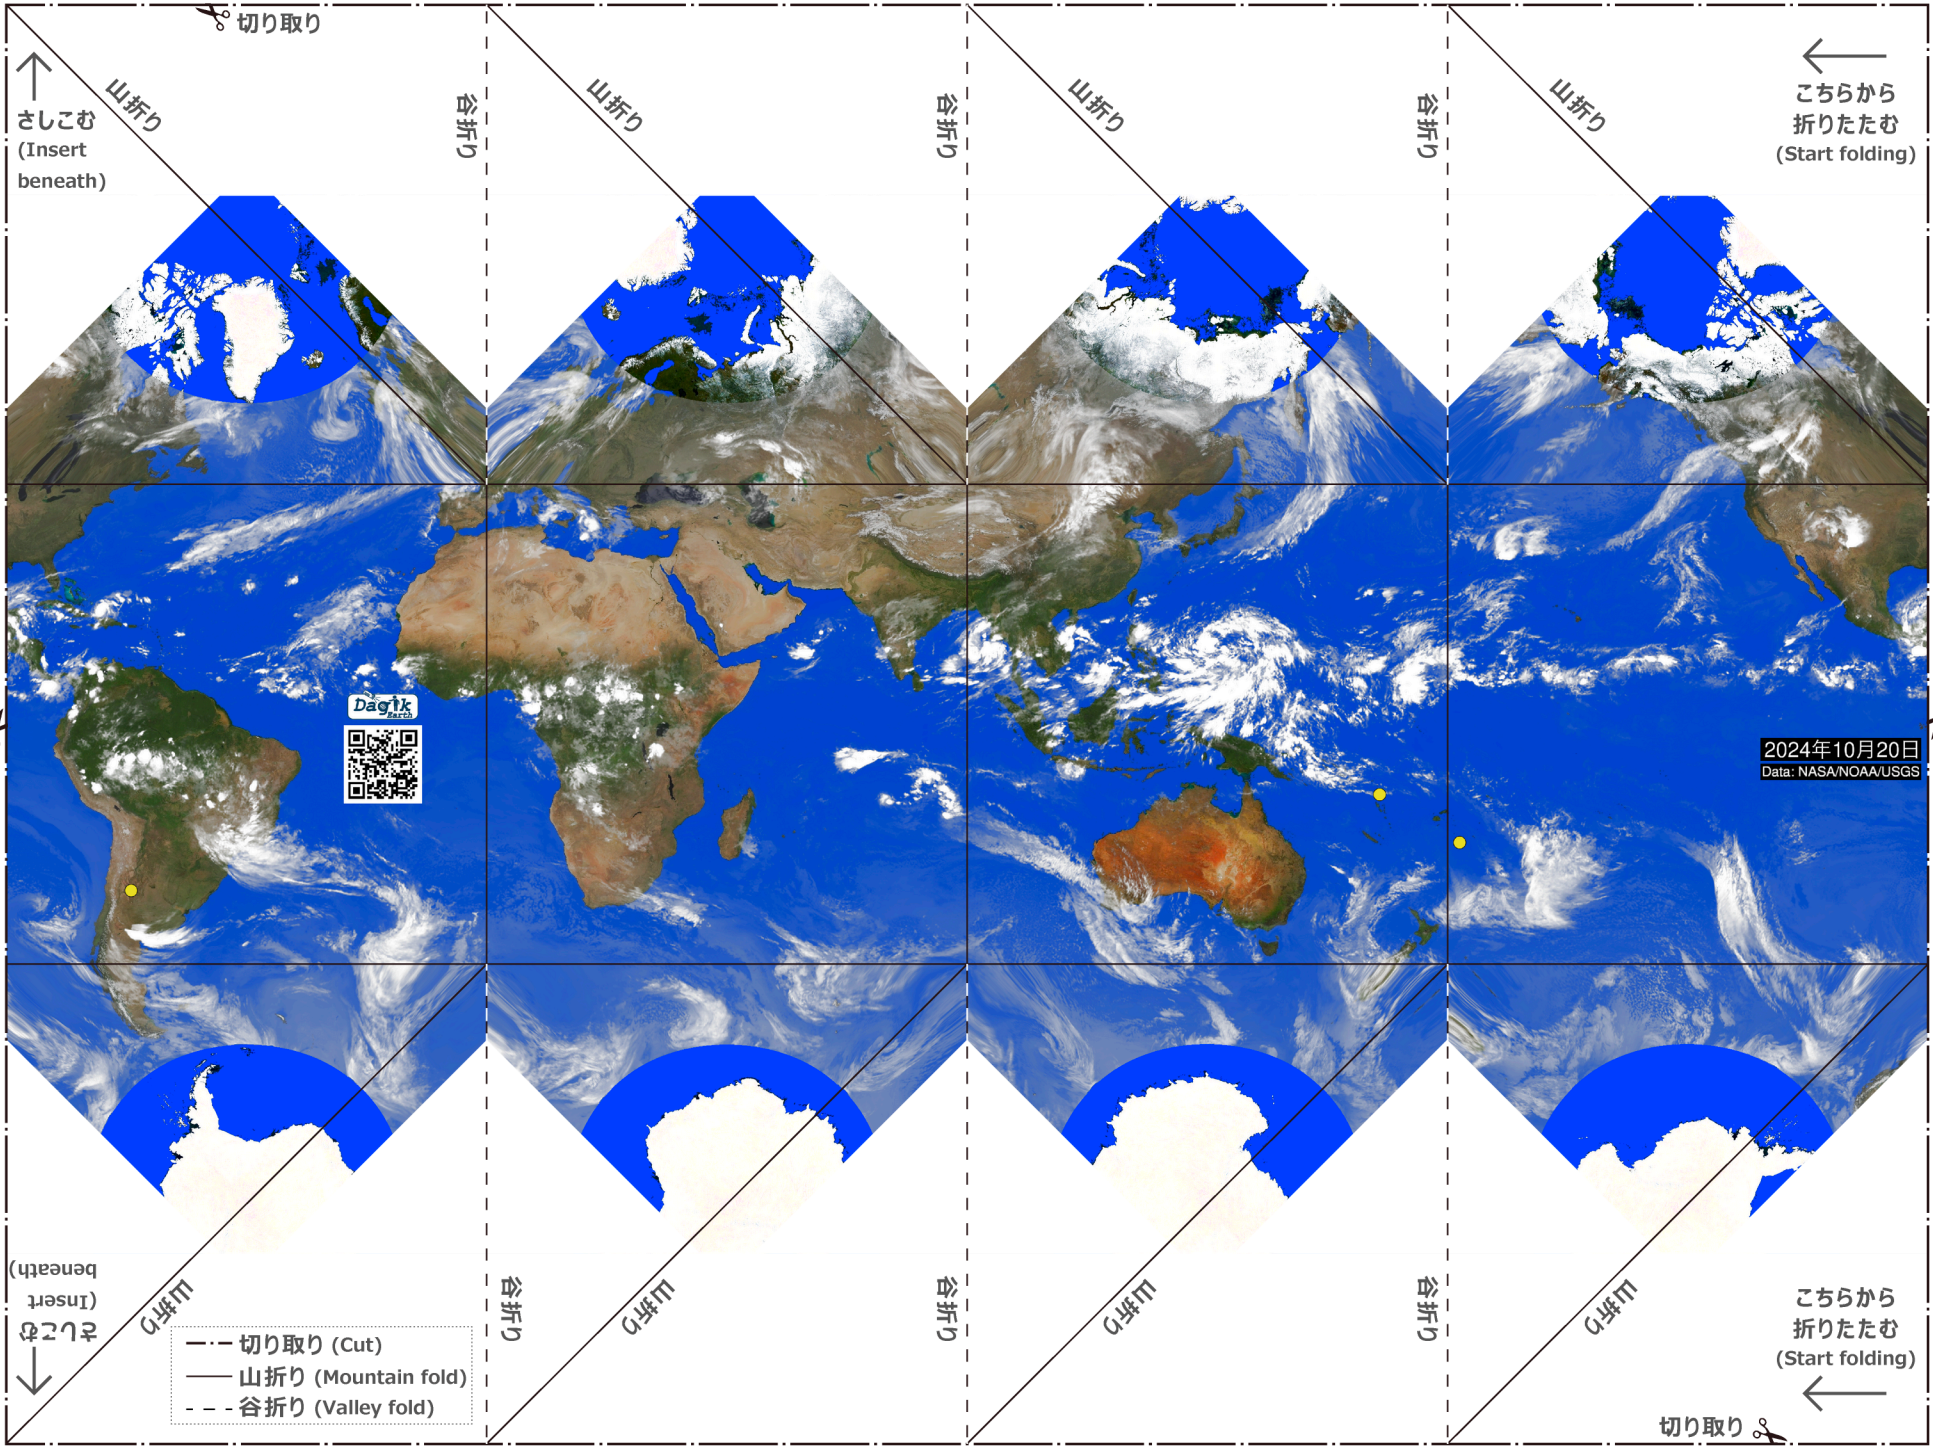 切り取り
さしこむ
(Insert
beneath)
山折り
谷折り
山折り
谷折り
山折り
谷折り
山折り
こちらから
折りたたむ
(Start folding)
Dagik
Earth
2024年10月20日
Data: NASA/NOAA/USGS
さしこむ
(Insert
beneath)
山折り
谷折り
山折り
谷折り
山折り
谷折り
山折り
こちらから
折りたたむ
(Start folding)
切り取り (Cut)
山折り (Mountain fold)
谷折り (Valley fold)
切り取り